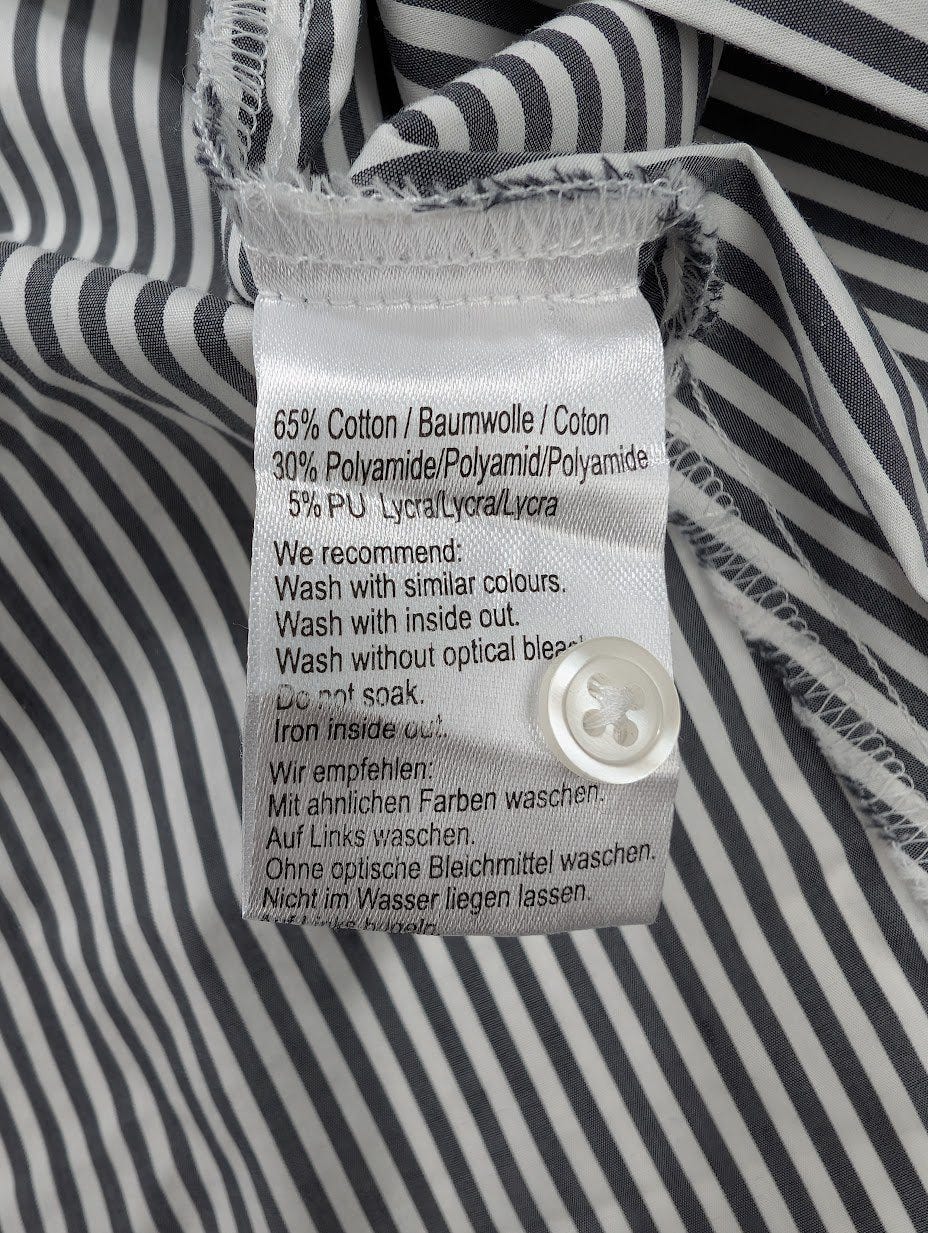 65% Cotton / Baumwolle / Coton
30% Polyamide/Polyamid/Polyamide
5% PU Lycra/Lycra/Lycra
We recommend:
Wash with similar colours.
Wash with inside out.
Wash without optical
Do not soak.
Iron inside out.
Wir empfehlen:
Mit ahnlichen Farben waschen.
Auf Links waschen.
Ohne optische Bleichmittel waschen.
Nicht im Wasser liegen lassen.